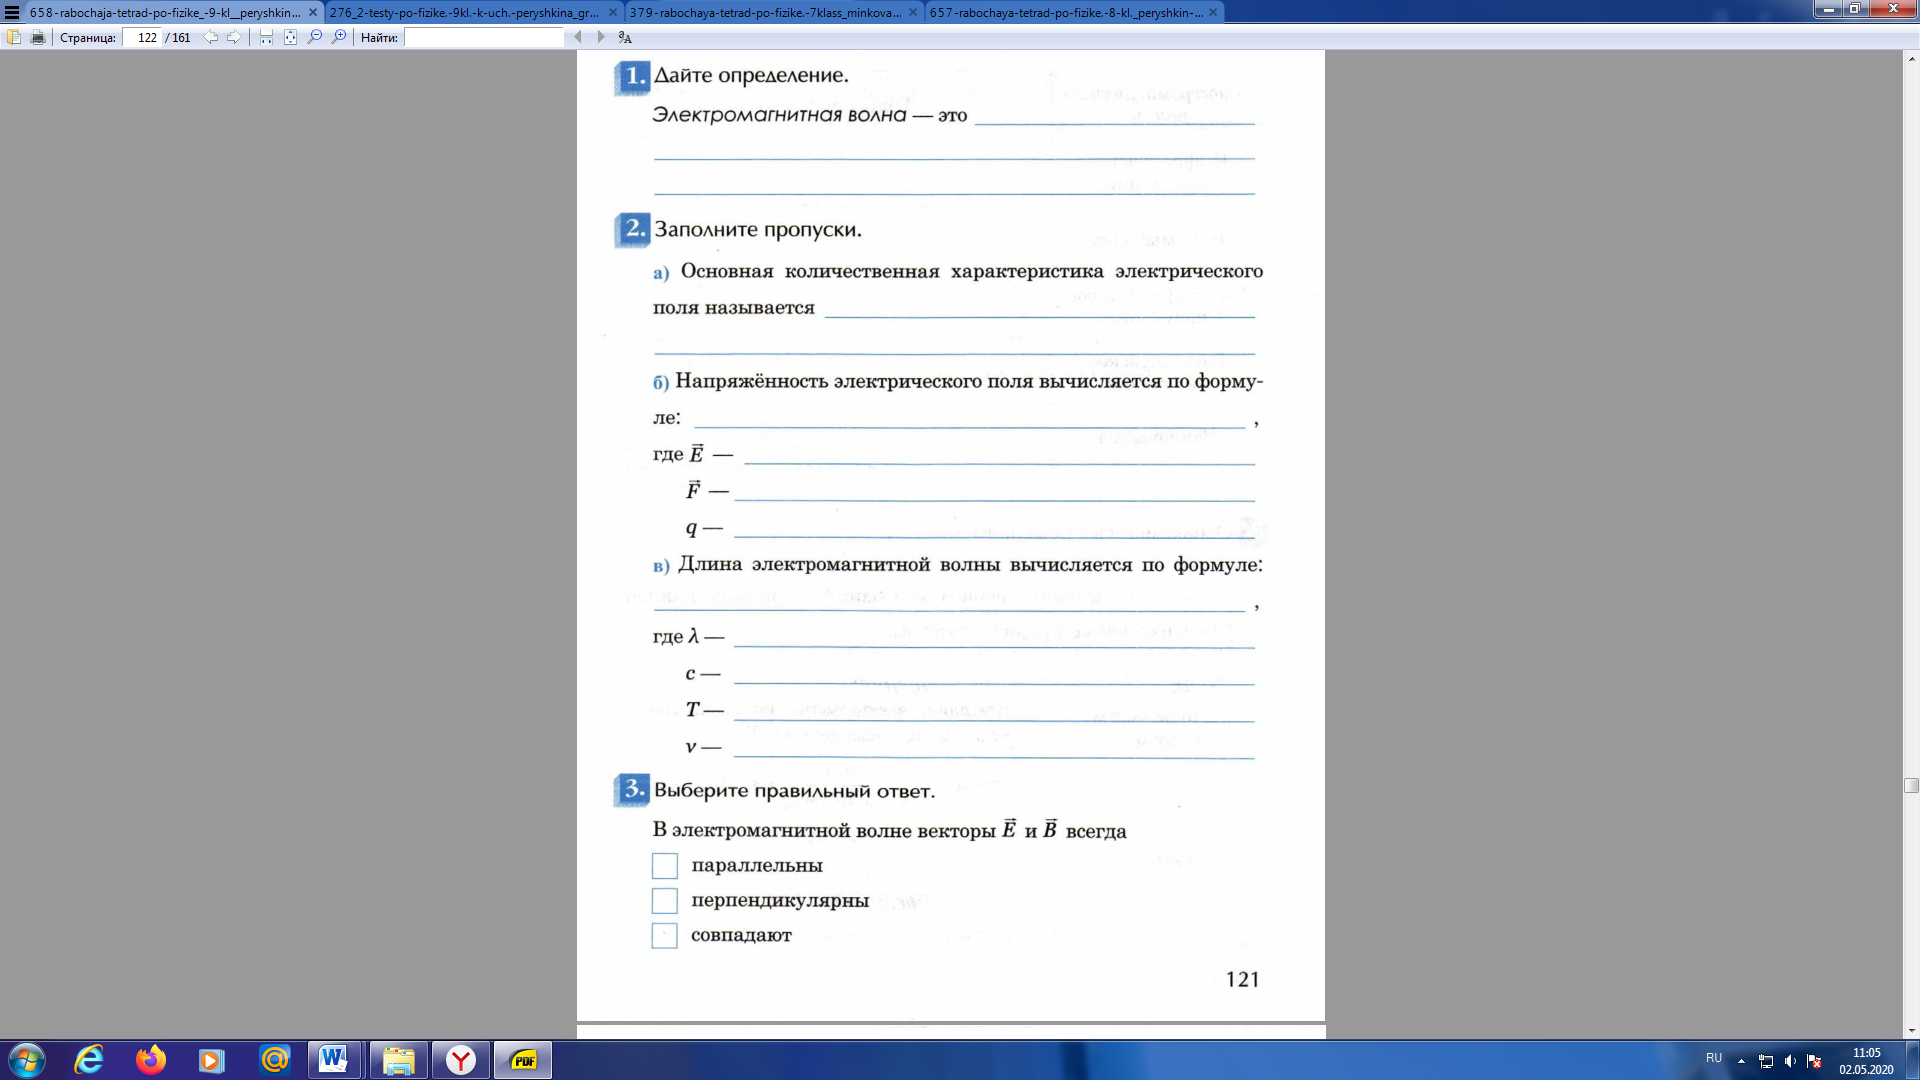 658-rabochaja-tetrad-po-fizike_-9-kl__peryshkin...
276_2-testy-po-fizike.-9kl.-k-uch.-peryshkina_gr...
379-rabochaya-tetrad-po-fizike.-7klass_minkova...
657-rabochaya-tetrad-po-fizike.-8-kl._peryshkin-...
Страница: 122 / 161 Найти:
1. Дайте определение.
Электромагнитная волна — это
2. Заполните пропуски.
а) Основная количественная характеристика электрического
поля называется
б) Напряжённость электрического поля вычисляется по форму-
ле: ,
где E⃗ —
F⃗ —
q —
в) Длина электромагнитной волны вычисляется по формуле:
,
где λ —
c —
T —
ν —
3. Выберите правильный ответ.
В электромагнитной волне векторы E⃗ и B⃗ всегда
параллельны
перпендикулярны
совпадают
121
RU
11:05
02.05.2020
PDF